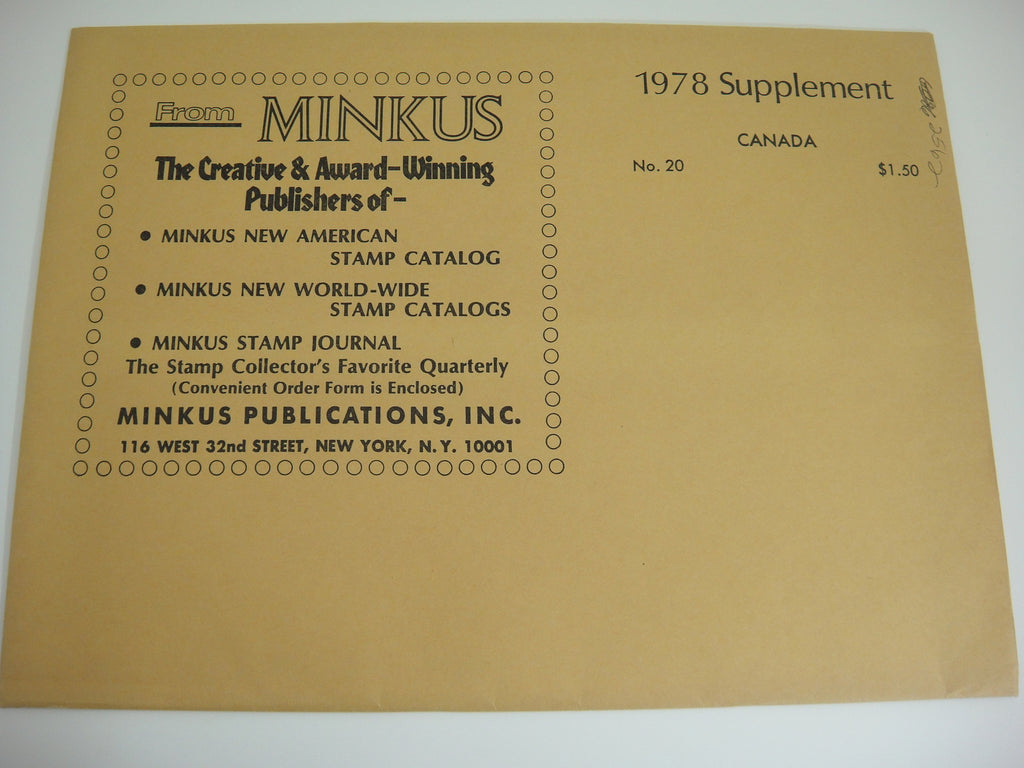 From MINKUS
The Creative & Award-Winning
Publishers of-
• MINKUS NEW AMERICAN
STAMP CATALOG
• MINKUS NEW WORLD-WIDE
STAMP CATALOGS
• MINKUS STAMP JOURNAL
The Stamp Collector's Favorite Quarterly
(Convenient Order Form is Enclosed)
MINKUS PUBLICATIONS, INC.
116 WEST 32nd STREET, NEW YORK, N.Y. 10001
1978 Supplement
CANADA
No. 20 $1.50